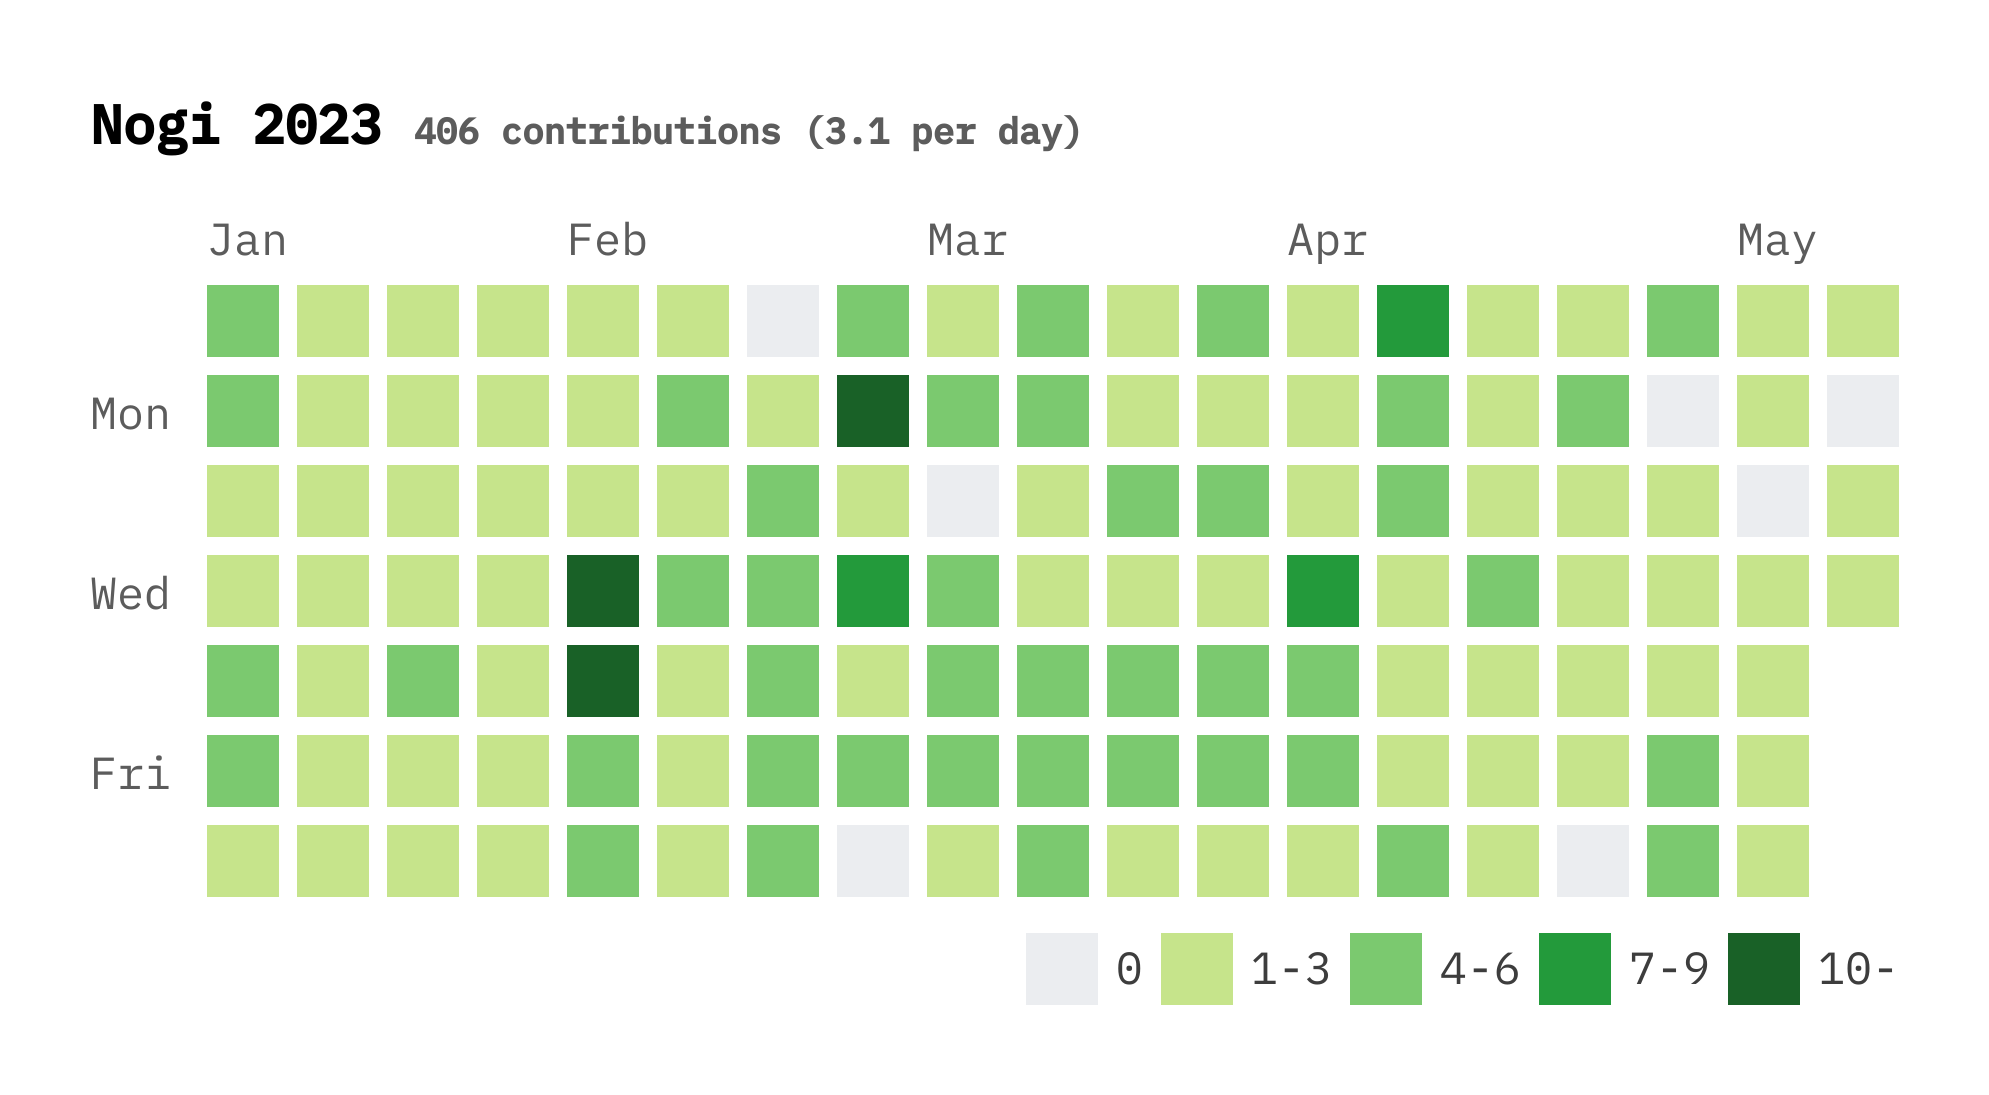 Nogi 2023 406 contributions (3.1 per day)
Jan Feb Mar Apr May
Mon
Wed
Fri
0 1-3 4-6 7-9 10-